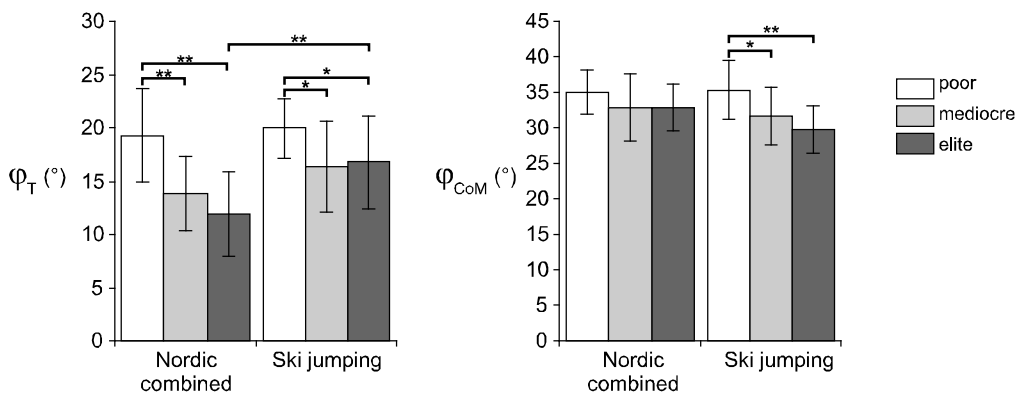 30
25
20
15
10
5
0
φT (°)
**
**
**
*
*
Nordic
combined
Ski jumping
45
40
35
30
25
20
15
10
5
0
φCoM (°)
**
*
Nordic
combined
Ski jumping
poor
mediocre
elite